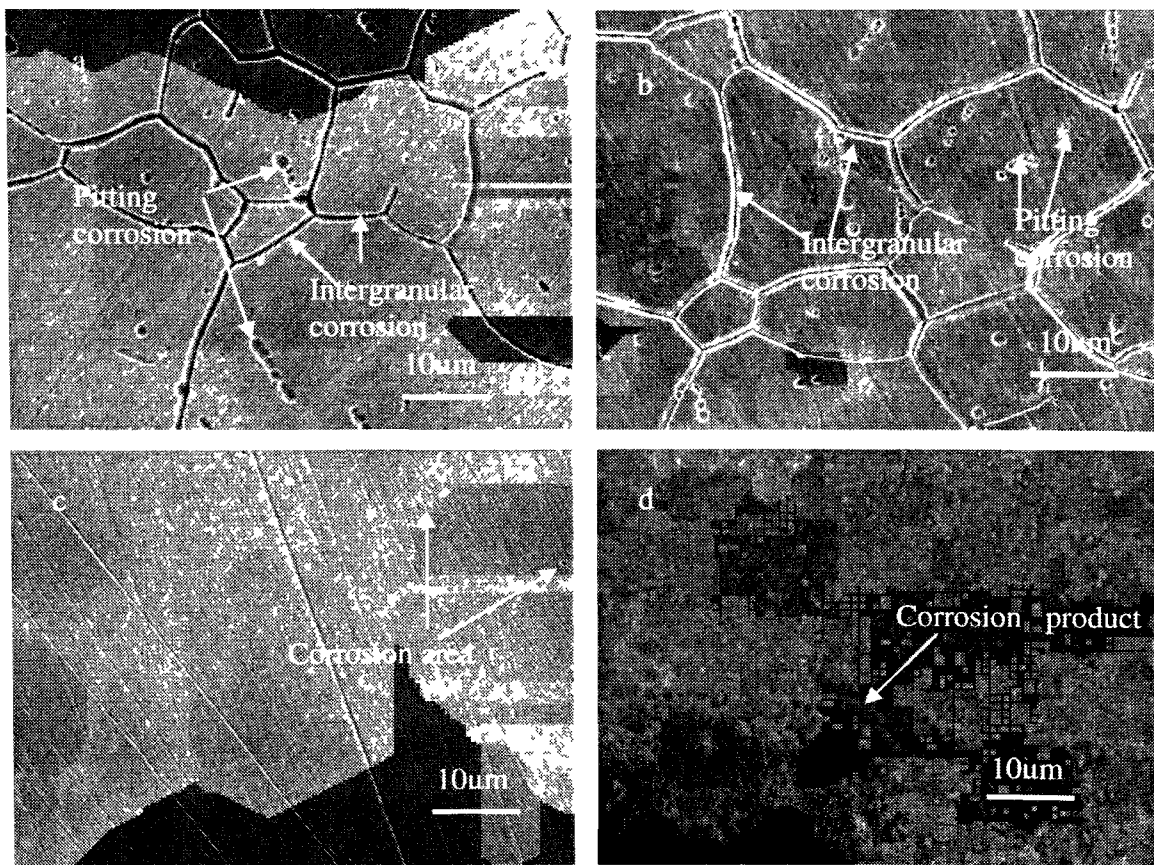 Pitting
corrosion
Intergranular
corrosion
10um
b
Intergranular
corrosion
Pitting
corrosion
10um
c
Corrosion area
10um
d
Corrosion product
10um